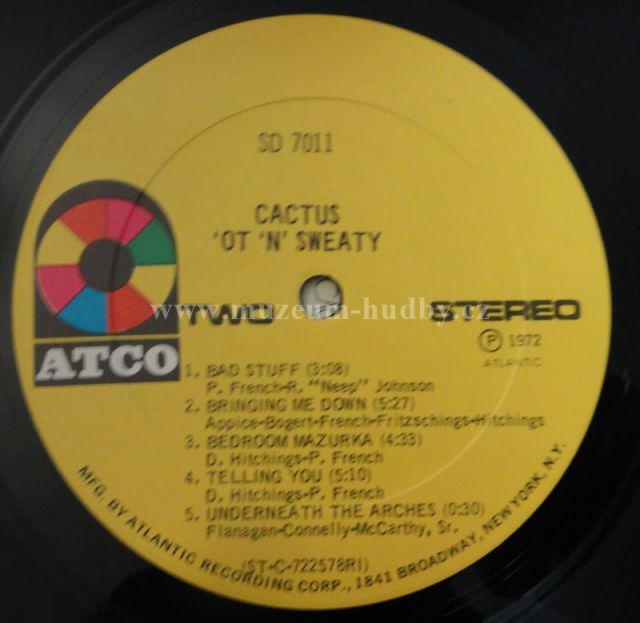 SD 7011
CACTUS
'OT 'N' SWEATY
www.muzeum-hudby.cz
TWO
STEREO
Ⓟ 1972
ATLANTIC
ATCO
1. BAD STUFF (3:08)
P. French-R. "Neep" Johnson
2. BRINGING ME DOWN (5:27)
Appice-Bogert-French-Fritzschings-Hitchings
3. BEDROOM MAZURKA (4:33)
D. Hitchings-P. French
4. TELLING YOU (5:10)
D. Hitchings-P. French
5. UNDERNEATH THE ARCHES (0:30)
Flanagan-Connelly-McCarthy, Sr.
(ST-C-722578RI)
MFG. BY ATLANTIC RECORDING CORP., 1841 BROADWAY, NEW YORK, N.Y.